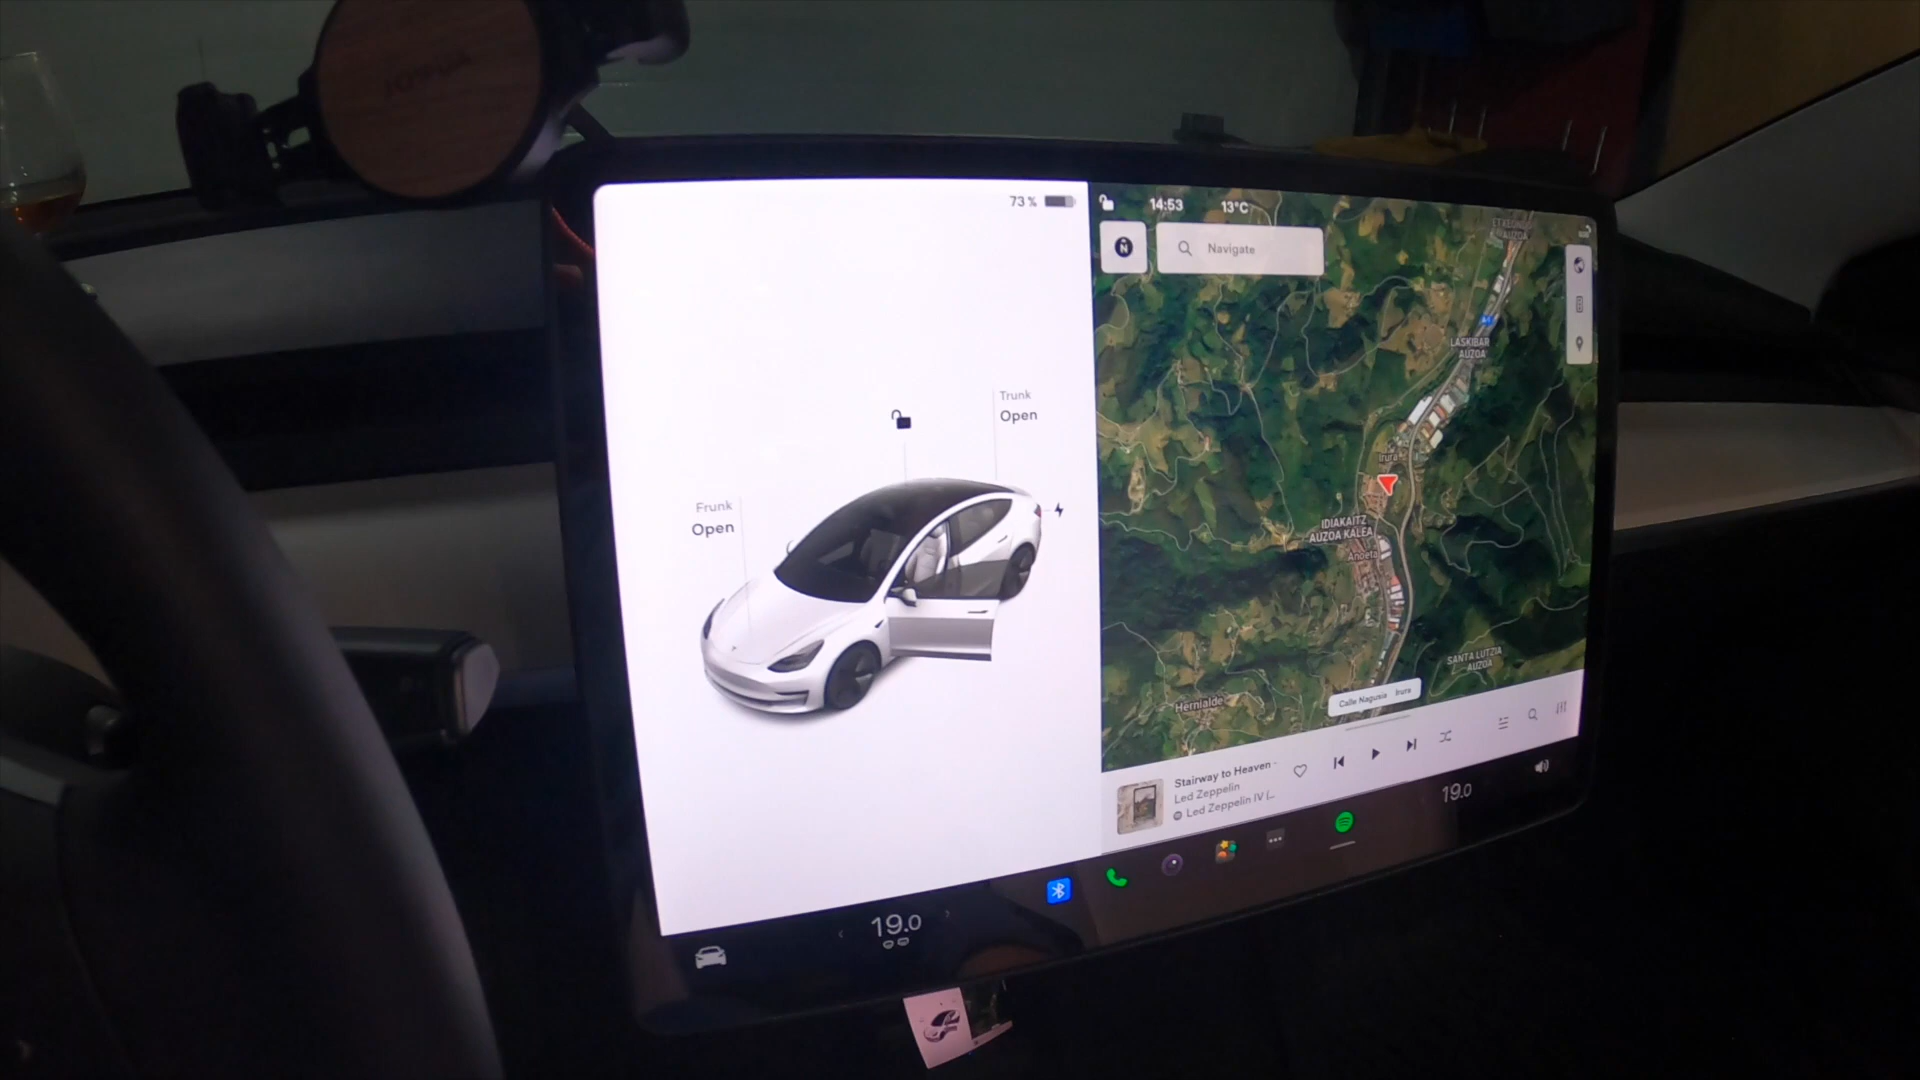 73 %
Trunk
Open
Frunk
Open
14:53
13°C
N
Navigate
LASKIBAR
AUZOA
Irura
IDIAKAITZ
AUZOA KALEA
Anoeta
SANTA LUTZIA
AUZOA
Hernialde
Calle Nagusia Irura
Stairway to Heaven -
Led Zeppelin
Led Zeppelin IV (...
19.0
19.0